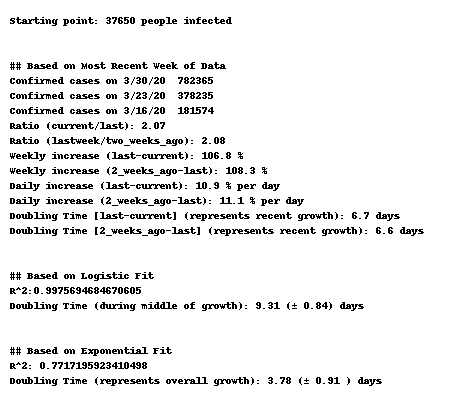 Starting point: 37650 people infected
## Based on Most Recent Week of Data
Confirmed cases on 3/30/20 782365
Confirmed cases on 3/23/20 378235
Confirmed cases on 3/16/20 181574
Ratio (current/last): 2.07
Ratio (lastweek/two_weeks_ago): 2.08
Weekly increase (last-current): 106.8 %
Weekly increase (2_weeks_ago-last): 108.3 %
Daily increase (last-current): 10.9 % per day
Daily increase (2_weeks_ago-last): 11.1 % per day
Doubling Time [last-current] (represents recent growth): 6.7 days
Doubling Time [2_weeks_ago-last] (represents recent growth): 6.6 days
## Based on Logistic Fit
R^2:0.9975694684670605
Doubling Time (during middle of growth): 9.31 (± 0.84) days
## Based on Exponential Fit
R^2: 0.7717195923410498
Doubling Time (represents overall growth): 3.78 (± 0.91 ) days